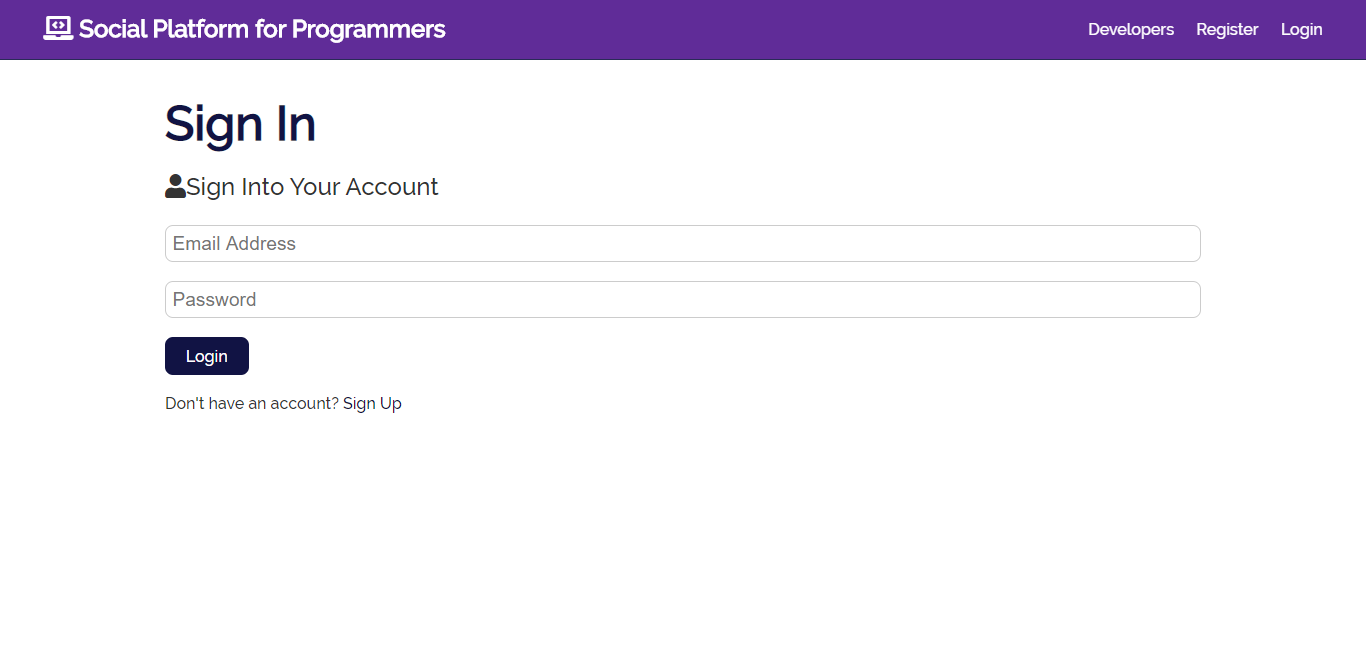 Social Platform for Programmers
Developers Register Login
Sign In
Sign Into Your Account
Email Address
Password
Login
Don't have an account? Sign Up